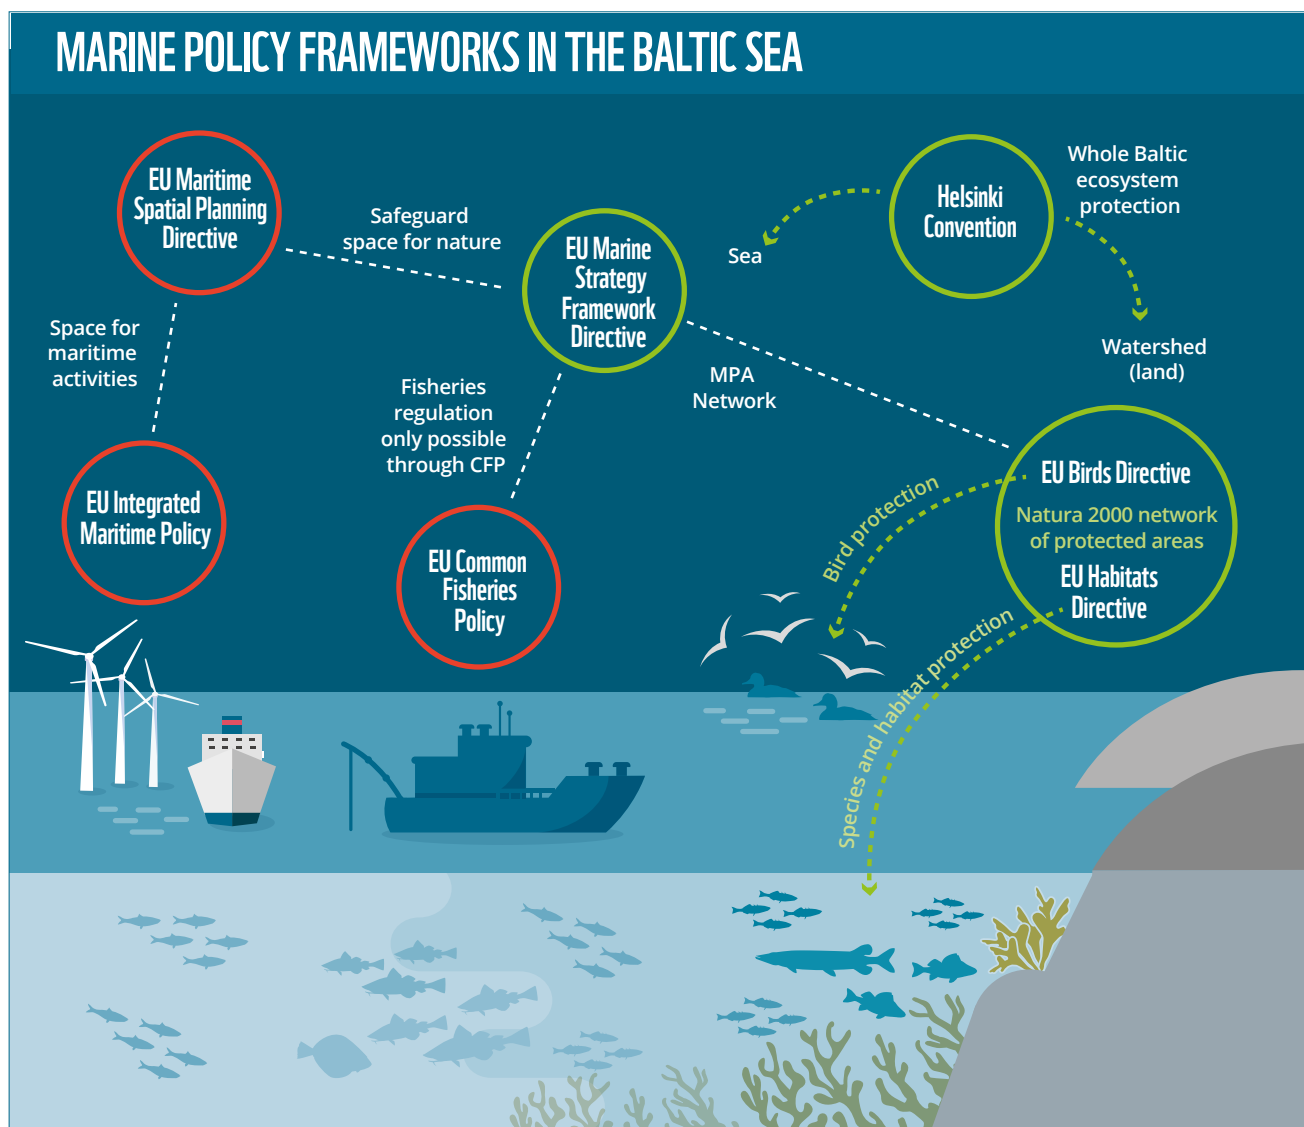 MARINE POLICY FRAMEWORKS IN THE BALTIC SEA
EU Maritime
Spatial Planning
Directive
Safeguard
space for nature
EU Marine
Strategy
Framework
Directive
Helsinki
Convention
Whole Baltic
ecosystem
protection
Sea
Watershed
(land)
Space for
maritime
activities
Fisheries
regulation
only possible
through CFP
MPA
Network
EU Integrated
Maritime Policy
EU Common
Fisheries
Policy
EU Birds Directive
Natura 2000 network
of protected areas
EU Habitats
Directive
Bird protection
Species and habitat protection